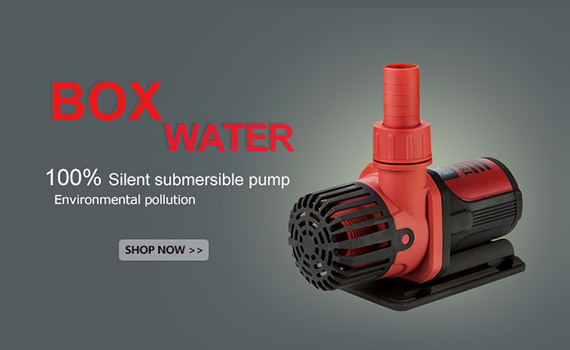 BOX
WATER
100% Silent submersible pump
Environmental pollution
SHOP NOW >>